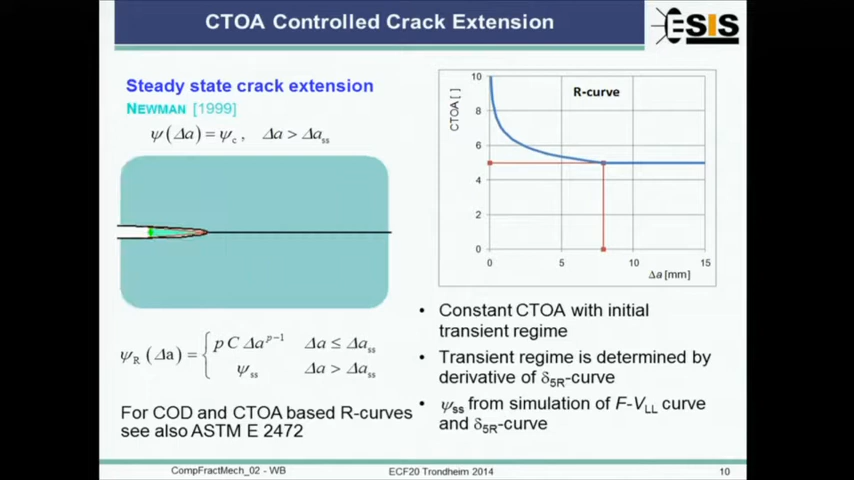 CTOA Controlled Crack Extension
ESIS
Steady state crack extension
NEWMAN [1999]
ψ(Δa) = ψc , Δa > Δass
ψR(Δa) = { p C Δa^p−1 Δa ≤ Δass
ψss Δa > Δass
For COD and CTOA based R-curves
see also ASTM E 2472
R-curve
CTOA [ ]
10
8
6
4
2
0
0 5 10 15
Δa [mm]
• Constant CTOA with initial
transient regime
• Transient regime is determined by
derivative of δ5R-curve
• ψss from simulation of F-VLL curve
and δ5R-curve
CompFractMech_02 - WB
ECF20 Trondheim 2014
10